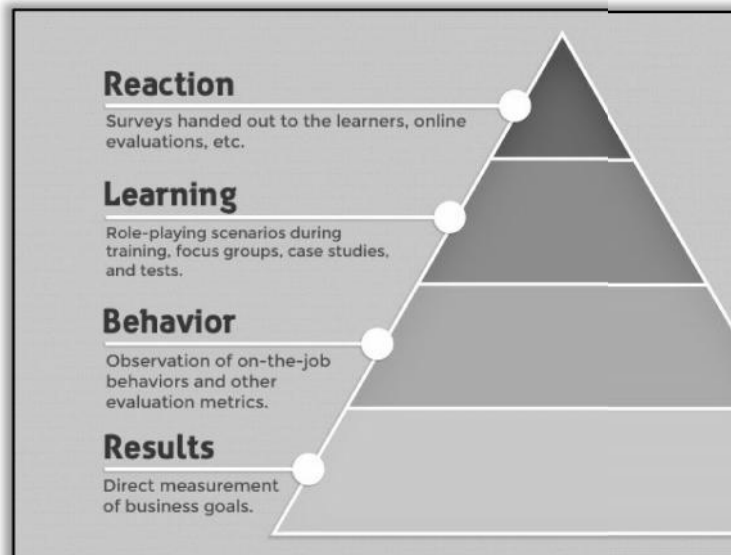 Reaction
Surveys handed out to the learners, online
evaluations, etc.
Learning
Role-playing scenarios during
training, focus groups, case studies,
and tests.
Behavior
Observation of on-the-job
behaviors and other
evaluation metrics.
Results
Direct measurement
of business goals.